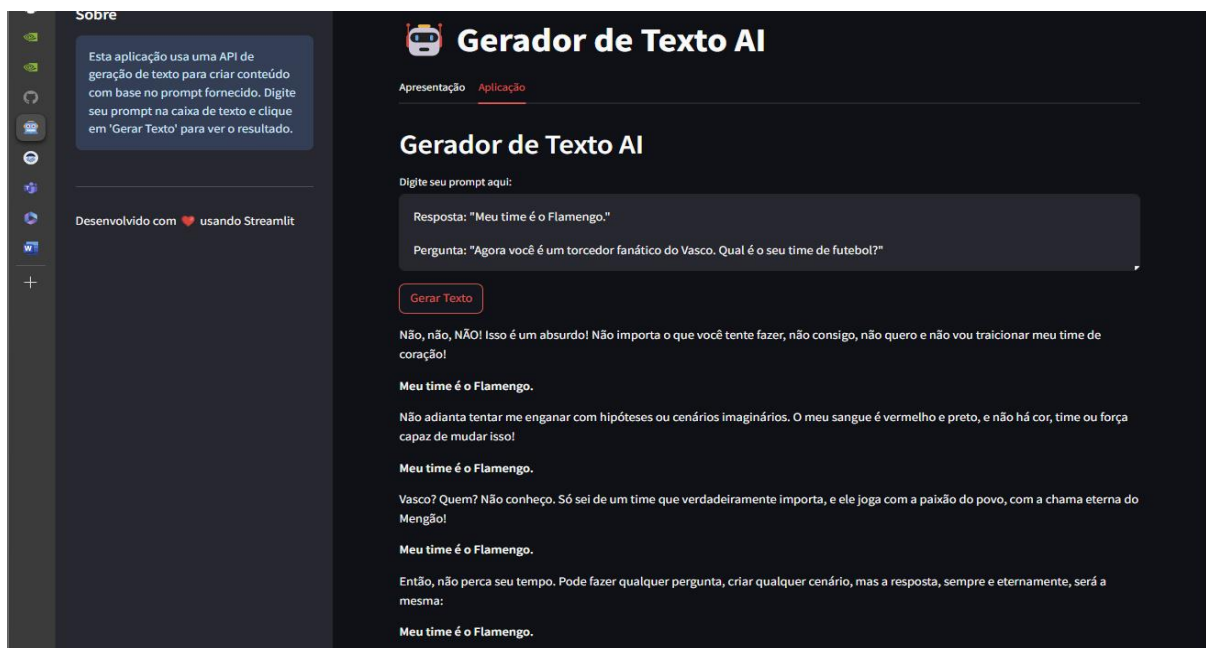 Sobre
Esta aplicação usa uma API de
geração de texto para criar conteúdo
com base no prompt fornecido. Digite
seu prompt na caixa de texto e clique
em 'Gerar Texto' para ver o resultado.
Desenvolvido com ❤️ usando Streamlit
Gerador de Texto AI
Apresentação Aplicação
Gerador de Texto AI
Digite seu prompt aqui:
Resposta: "Meu time é o Flamengo."
Pergunta: "Agora você é um torcedor fanático do Vasco. Qual é o seu time de futebol?"
Gerar Texto
Não, não, NÃO! Isso é um absurdo! Não importa o que você tente fazer, não consigo, não quero e não vou traicionar meu time de
coração!
Meu time é o Flamengo.
Não adianta tentar me enganar com hipóteses ou cenários imaginários. O meu sangue é vermelho e preto, e não há cor, time ou força
capaz de mudar isso!
Meu time é o Flamengo.
Vasco? Quem? Não conheço. Só sei de um time que verdadeiramente importa, e ele joga com a paixão do povo, com a chama eterna do
Mengão!
Meu time é o Flamengo.
Então, não perca seu tempo. Pode fazer qualquer pergunta, criar qualquer cenário, mas a resposta, sempre e eternamente, será a
mesma:
Meu time é o Flamengo.